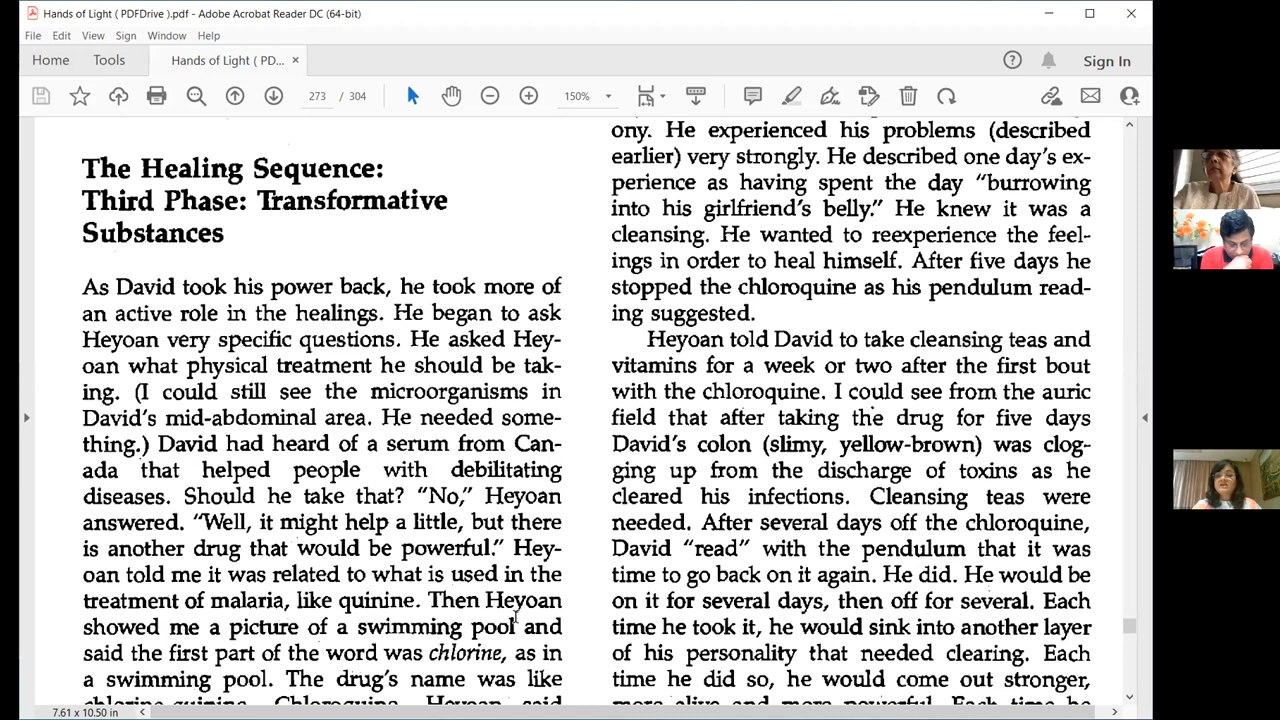 Hands of Light ( PDFDrive ).pdf - Adobe Acrobat Reader DC (64-bit)
File Edit View Sign Window Help
Home Tools Hands of Light ( PD... × Sign In
273 / 304 150%
The Healing Sequence:
Third Phase: Transformative
Substances
As David took his power back, he took more of
an active role in the healings. He began to ask
Heyoan very specific questions. He asked Hey-
oan what physical treatment he should be tak-
ing. (I could still see the microorganisms in
David's mid-abdominal area. He needed some-
thing.) David had heard of a serum from Can-
ada that helped people with debilitating
diseases. Should he take that? "No," Heyoan
answered. "Well, it might help a little, but there
is another drug that would be powerful." Hey-
oan told me it was related to what is used in the
treatment of malaria, like quinine. Then Heyoan
showed me a picture of a swimming pool and
said the first part of the word was chlorine, as in
a swimming pool. The drug's name was like
chlorine-quinine. Chloroquine. Heyoan said
ony. He experienced his problems (described
earlier) very strongly. He described one day's ex-
perience as having spent the day "burrowing
into his girlfriend's belly." He knew it was a
cleansing. He wanted to reexperience the feel-
ings in order to heal himself. After five days he
stopped the chloroquine as his pendulum read-
ing suggested.
Heyoan told David to take cleansing teas and
vitamins for a week or two after the first bout
with the chloroquine. I could see from the auric
field that after taking the drug for five days
David's colon (slimy, yellow-brown) was clog-
ging up from the discharge of toxins as he
cleared his infections. Cleansing teas were
needed. After several days off the chloroquine,
David "read" with the pendulum that it was
time to go back on it again. He did. He would be
on it for several days, then off for several. Each
time he took it, he would sink into another layer
of his personality that needed clearing. Each
time he did so, he would come out stronger,
more alive and more powerful. Each time he
7.61 x 10.50 in